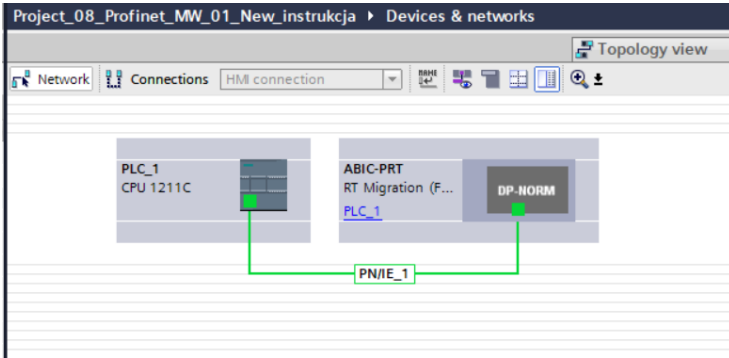 Project_08_Profinet_MW_01_New_instrukcja ▸ Devices & networks
Topology view
Network Connections HMI connection
PLC_1
CPU 1211C
ABIC-PRT
RT Migration (F...
PLC_1
DP-NORM
PN/IE_1